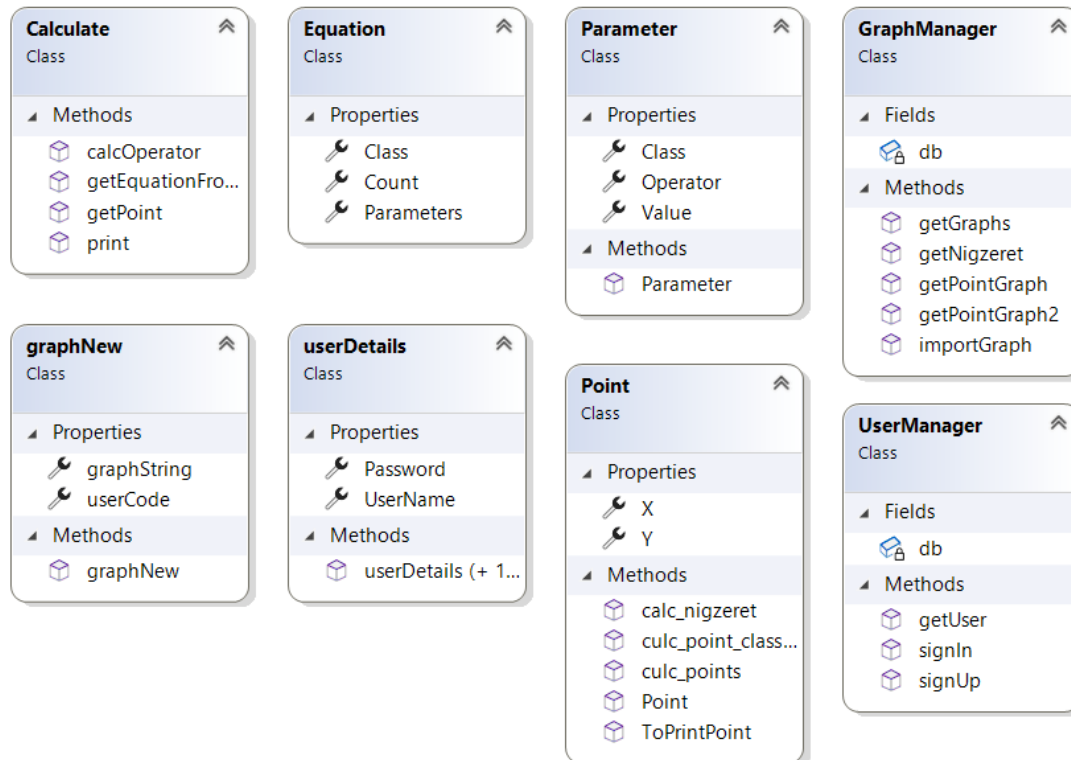 Calculate
Class
Methods
calcOperator
getEquationFro...
getPoint
print
Equation
Class
Properties
Class
Count
Parameters
Parameter
Class
Properties
Class
Operator
Value
Methods
Parameter
GraphManager
Class
Fields
db
Methods
getGraphs
getNigzeret
getPointGraph
getPointGraph2
importGraph
graphNew
Class
Properties
graphString
userCode
Methods
graphNew
userDetails
Class
Properties
Password
UserName
Methods
userDetails (+ 1...
Point
Class
Properties
X
Y
Methods
calc_nigzeret
culc_point_class...
culc_points
Point
ToPrintPoint
UserManager
Class
Fields
db
Methods
getUser
signIn
signUp